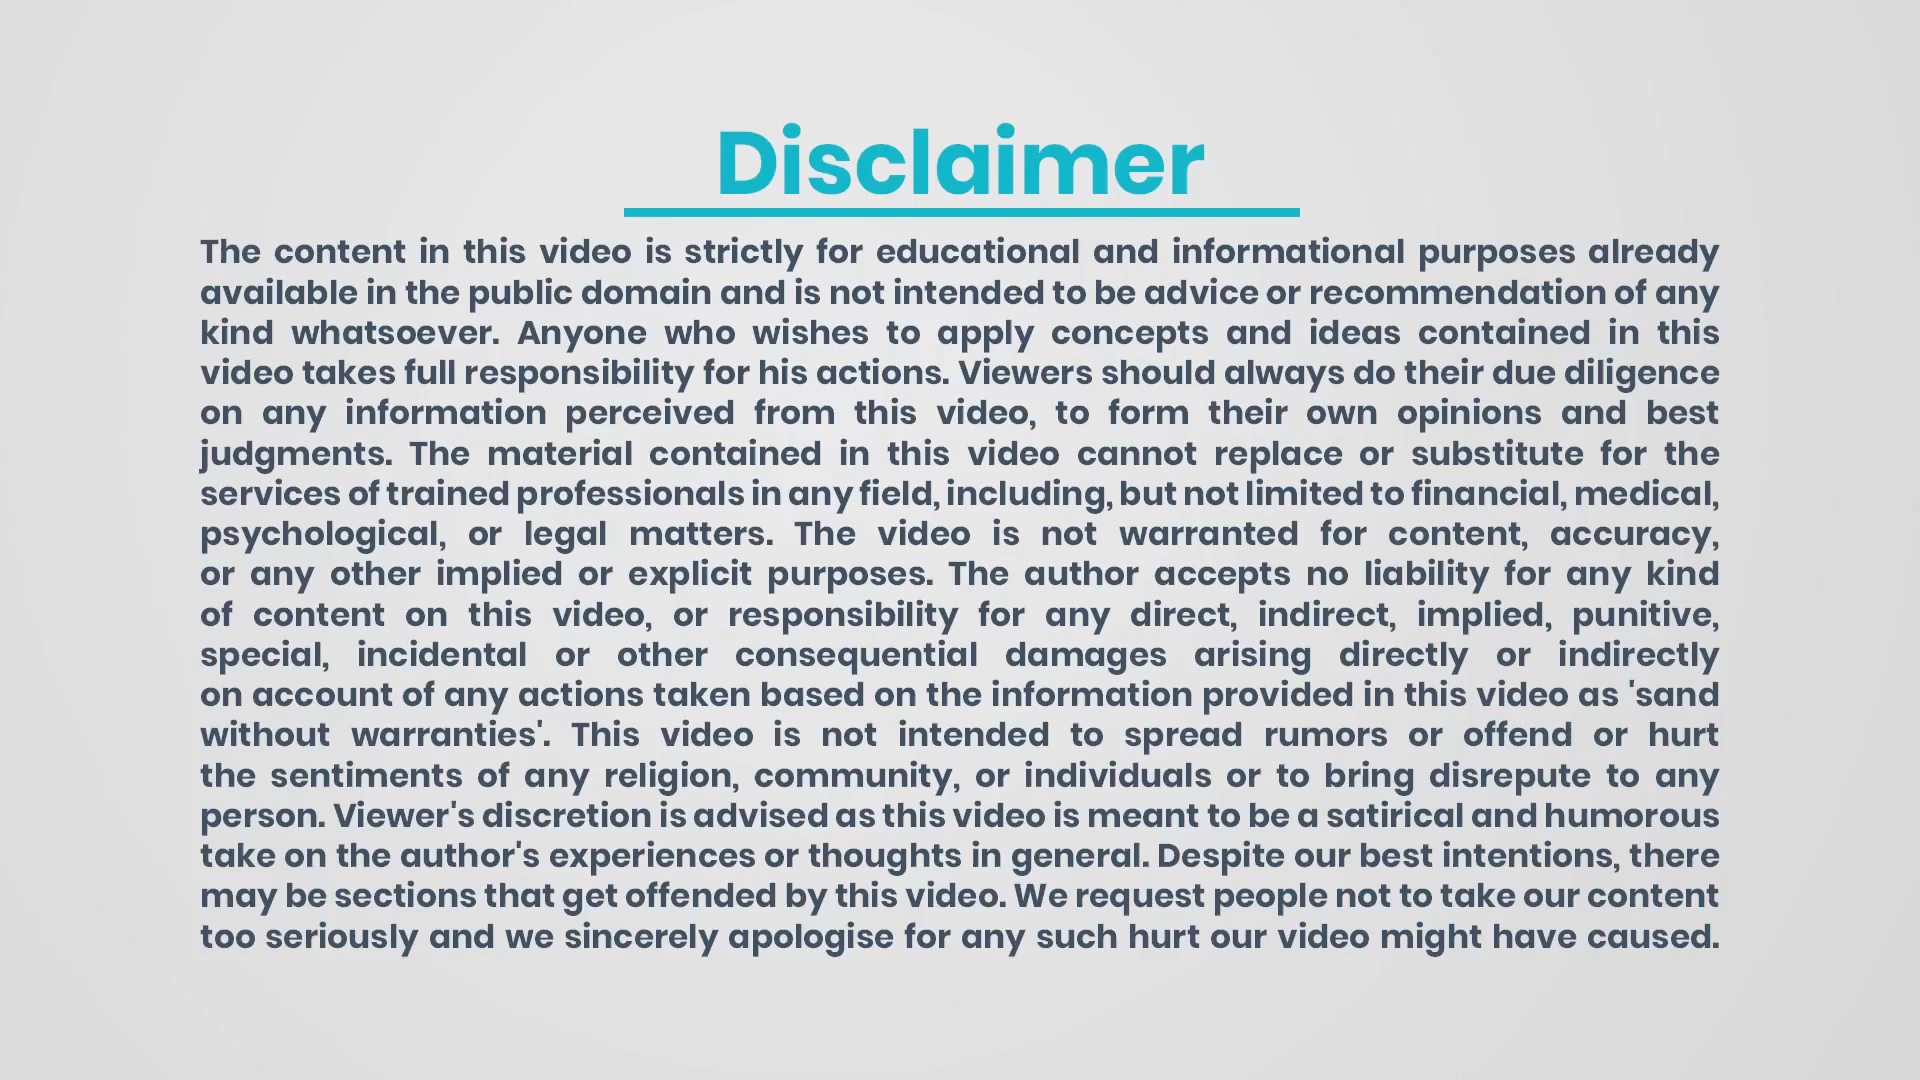 Disclaimer
The content in this video is strictly for educational and informational purposes already
available in the public domain and is not intended to be advice or recommendation of any
kind whatsoever. Anyone who wishes to apply concepts and ideas contained in this
video takes full responsibility for his actions. Viewers should always do their due diligence
on any information perceived from this video, to form their own opinions and best
judgments. The material contained in this video cannot replace or substitute for the
services of trained professionals in any field, including, but not limited to financial, medical,
psychological, or legal matters. The video is not warranted for content, accuracy,
or any other implied or explicit purposes. The author accepts no liability for any kind
of content on this video, or responsibility for any direct, indirect, implied, punitive,
special, incidental or other consequential damages arising directly or indirectly
on account of any actions taken based on the information provided in this video as 'sand
without warranties'. This video is not intended to spread rumors or offend or hurt
the sentiments of any religion, community, or individuals or to bring disrepute to any
person. Viewer's discretion is advised as this video is meant to be a satirical and humorous
take on the author's experiences or thoughts in general. Despite our best intentions, there
may be sections that get offended by this video. We request people not to take our content
too seriously and we sincerely apologise for any such hurt our video might have caused.